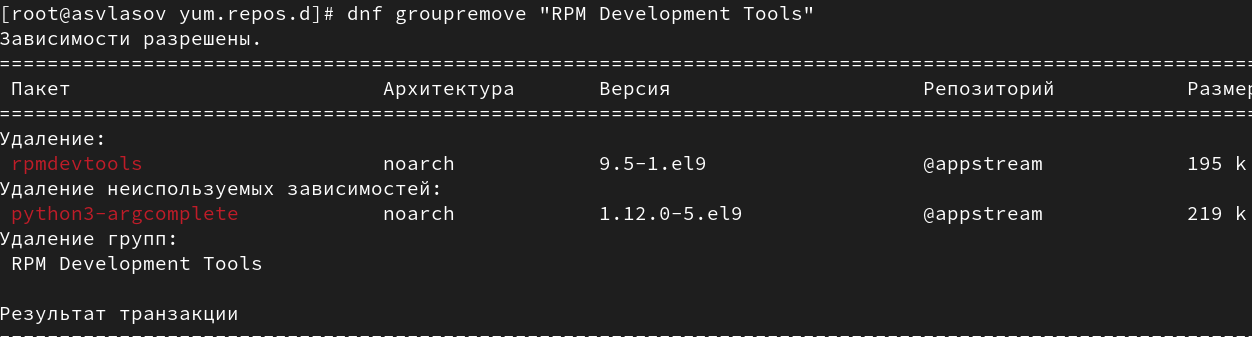 [root@asvlasov yum.repos.d]# dnf groupremove "RPM Development Tools"
Зависимости разрешены.
================================================================================
Пакет Архитектура Версия Репозиторий Размер
================================================================================
Удаление:
rpmdevtools noarch 9.5-1.el9 @appstream 195 k
Удаление неиспользуемых зависимостей:
python3-argcomplete noarch 1.12.0-5.el9 @appstream 219 k
Удаление групп:
RPM Development Tools
Результат транзакции